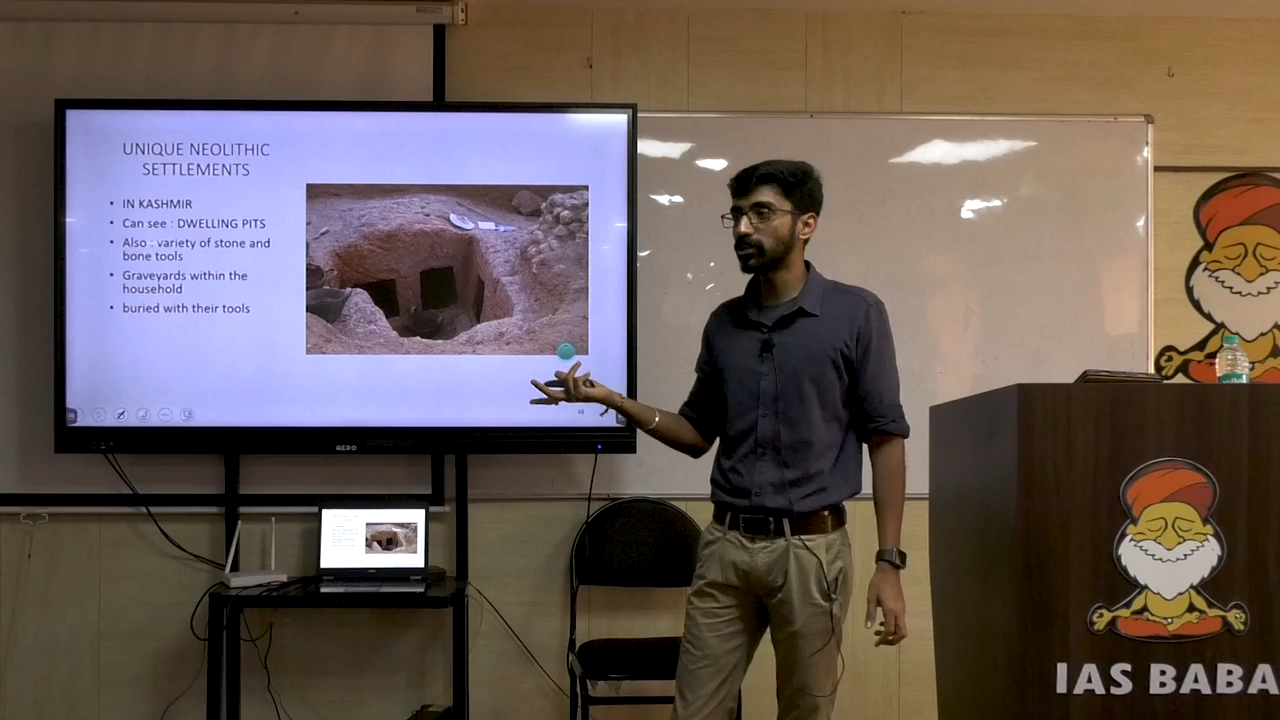 UNIQUE NEOLITHIC
SETTLEMENTS
• IN KASHMIR
• Can see : DWELLING PITS
• Also : variety of stone and
bone tools
• Graveyards within the
household
• buried with their tools
AERO
IAS BABA